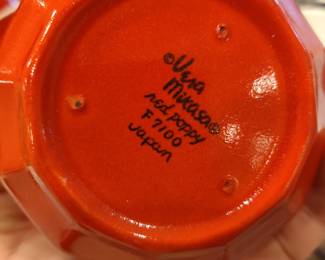 ©Vera
Mikasa®
red poppy
F7100
Japan